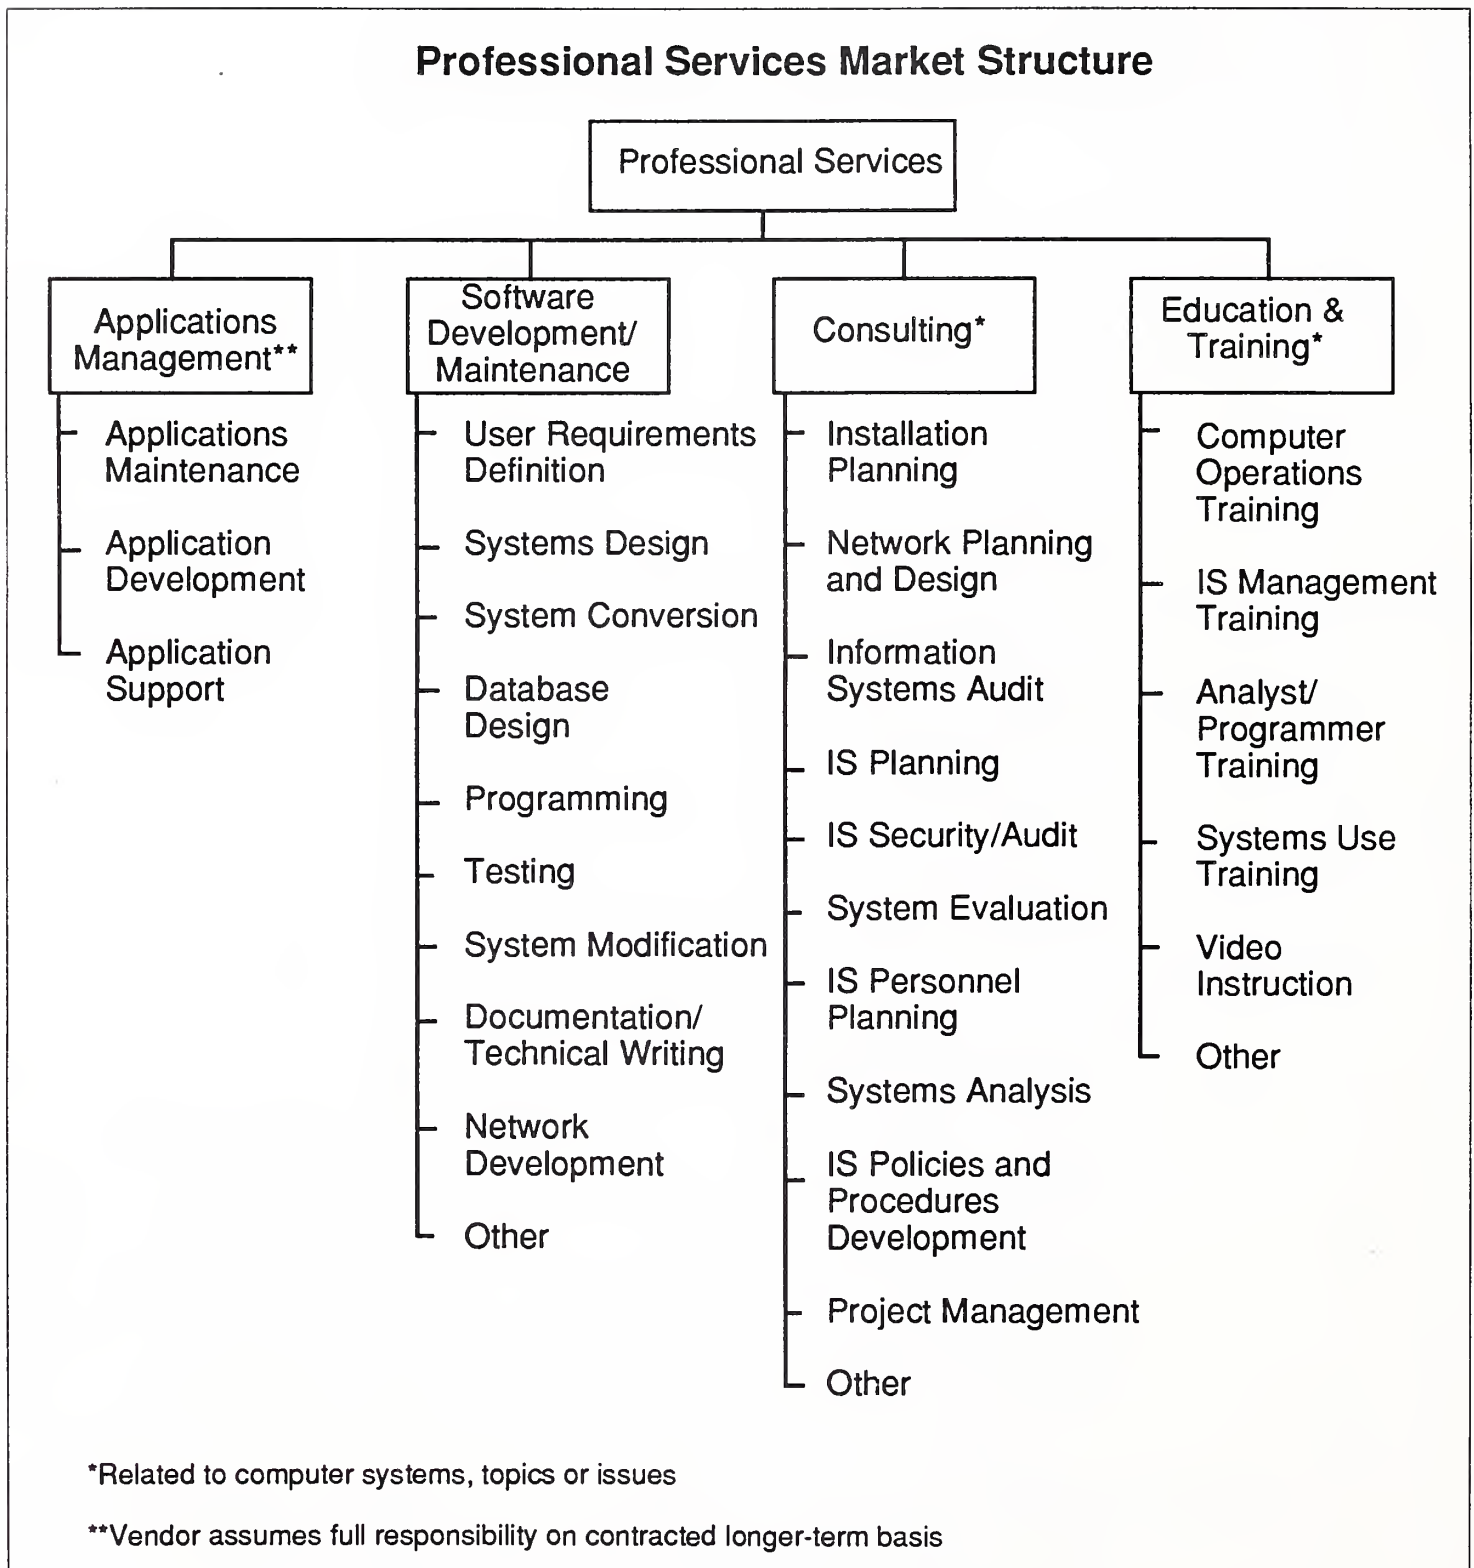 Professional Services Market Structure
Professional Services
Applications
Management**
Applications
Maintenance
Application
Development
Application
Support
Software
Development/
Maintenance
User Requirements
Definition
Systems Design
System Conversion
Database
Design
Programming
Testing
System Modification
Documentation/
Technical Writing
Network
Development
Other
Consulting*
Installation
Planning
Network Planning
and Design
Information
Systems Audit
IS Planning
IS Security/Audit
System Evaluation
IS Personnel
Planning
Systems Analysis
IS Policies and
Procedures
Development
Project Management
Other
Education &
Training*
Computer
Operations
Training
IS Management
Training
Analyst/
Programmer
Training
Systems Use
Training
Video
Instruction
Other
*Related to computer systems, topics or issues
**Vendor assumes full responsibility on contracted longer-term basis